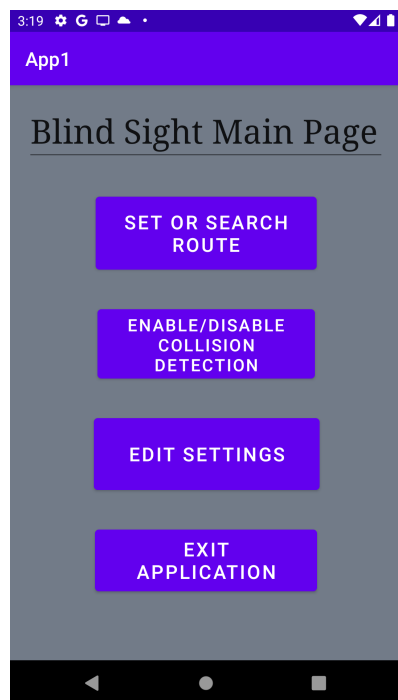 3:19
App1
Blind Sight Main Page
SET OR SEARCH
ROUTE
ENABLE/DISABLE
COLLISION
DETECTION
EDIT SETTINGS
EXIT
APPLICATION